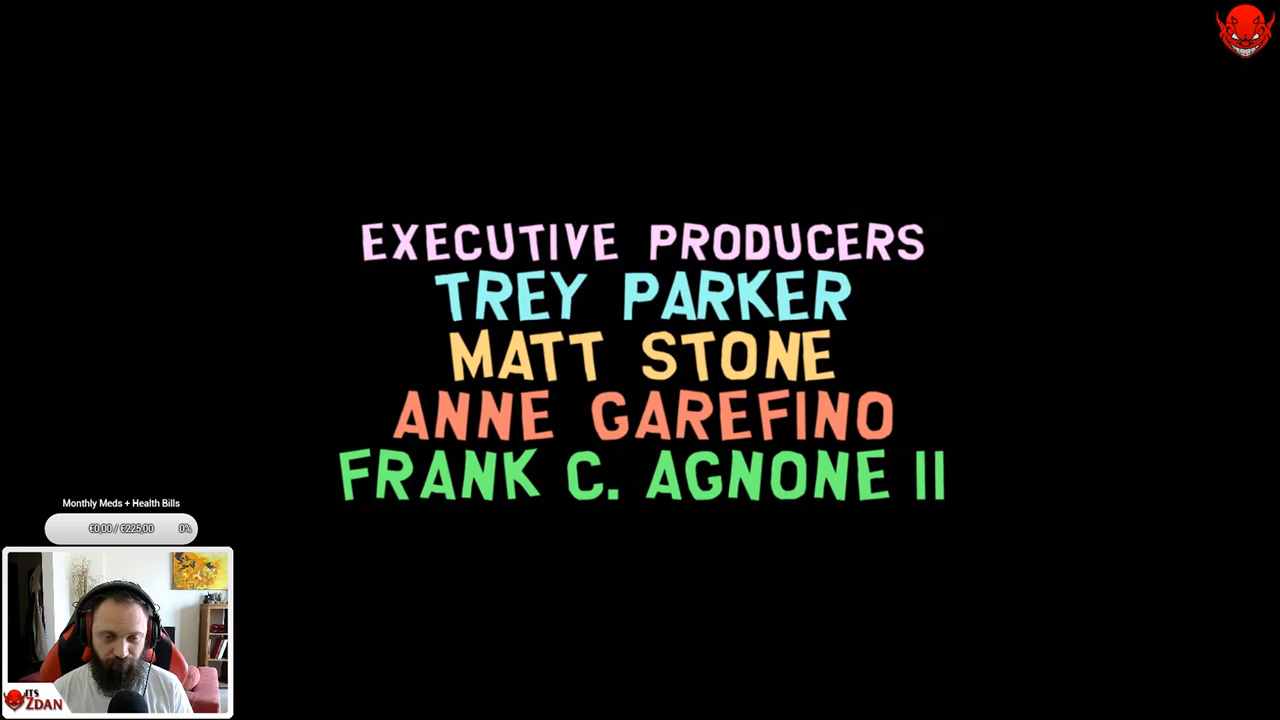 EXECUTIVE PRODUCERS
TREY PARKER
MATT STONE
ANNE GAREFINO
FRANK C. AGNONE II
Monthly Meds + Health Bills
€0,00 / €225,00 0%
ITS
ZDAN